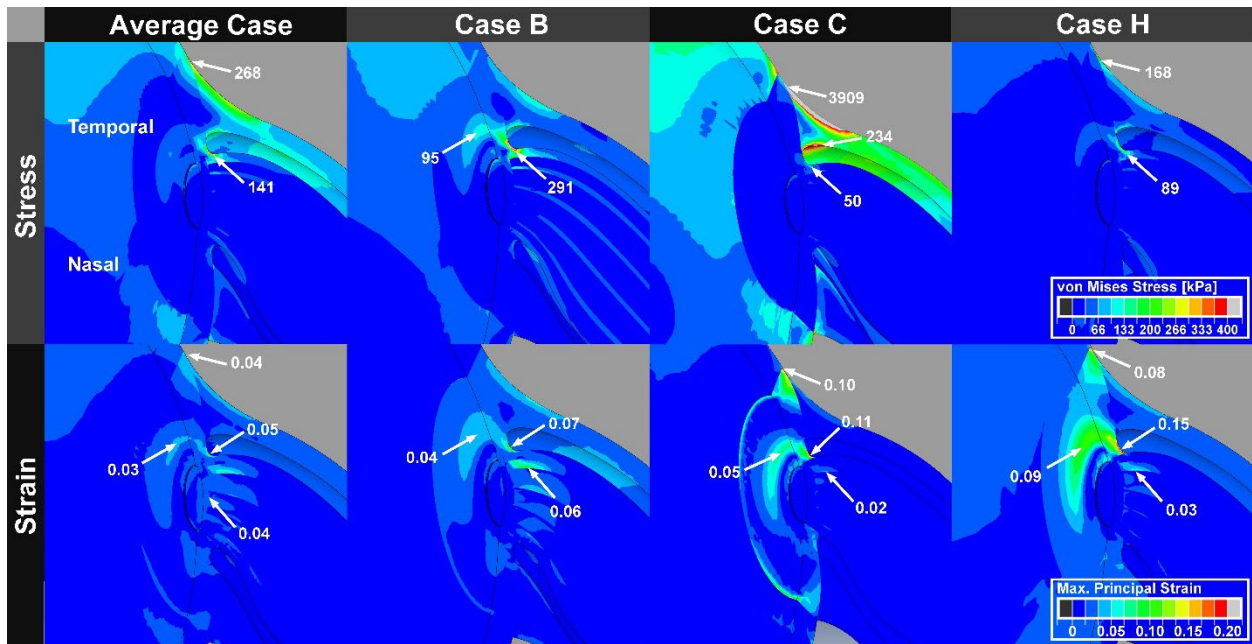 Average Case
Case B
Case C
Case H
Stress
268
Temporal
141
Nasal
95
291
3909
234
50
168
89
von Mises Stress [kPa]
0 66 133 200 266 333 400
Strain
0.04
0.05
0.03
0.04
0.07
0.04
0.06
0.10
0.11
0.05
0.02
0.08
0.15
0.09
0.03
Max. Principal Strain
0 0.05 0.10 0.15 0.20